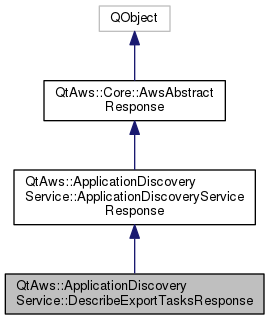 QObject
QtAws::Core::AwsAbstract
Response
QtAws::ApplicationDiscovery
Service::ApplicationDiscoveryService
Response
QtAws::ApplicationDiscovery
Service::DescribeExportTasksResponse